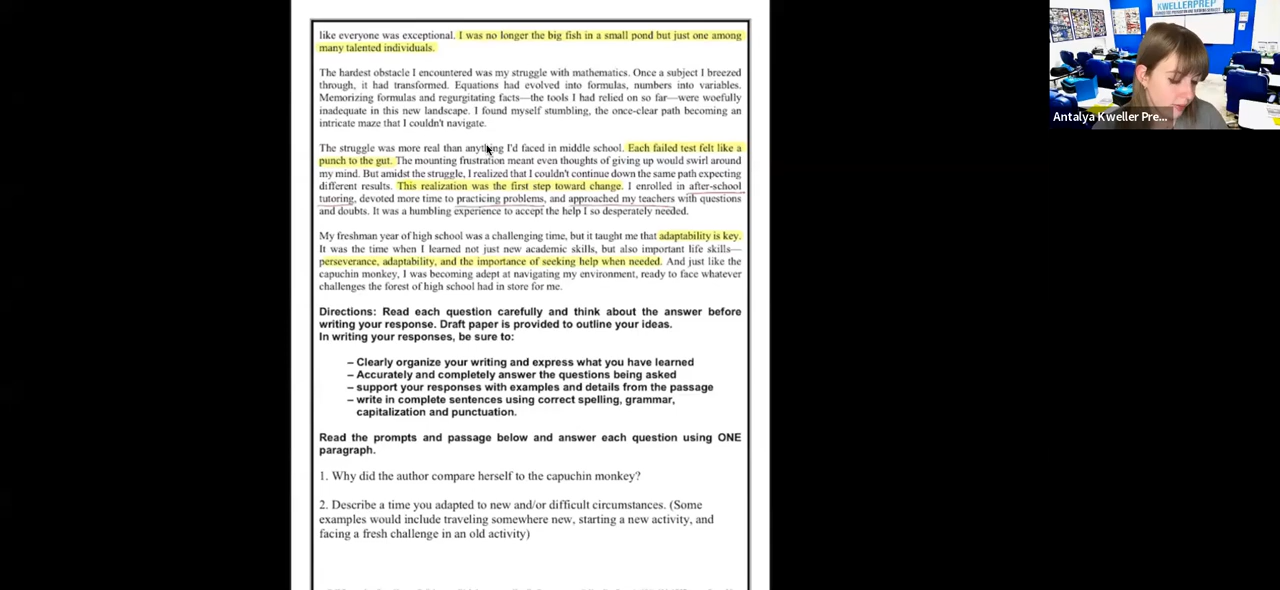 KWELLERPREP
like everyone was exceptional. I was no longer the big fish in a small pond but just one among
many talented individuals.
The hardest obstacle I encountered was my struggle with mathematics. Once a subject I breezed
through, it had transformed. Equations had evolved into formulas, numbers into variables.
Memorizing formulas and regurgitating facts—the tools I had relied on so far—were woefully
inadequate in this new landscape. I found myself stumbling, the once-clear path becoming an
intricate maze that I couldn't navigate.
The struggle was more real than anything I'd faced in middle school. Each failed test felt like a
punch to the gut. The mounting frustration meant even thoughts of giving up would swirl around
my mind. But amidst the struggle, I realized that I couldn't continue down the same path expecting
different results. This realization was the first step toward change. I enrolled in after-school
tutoring, devoted more time to practicing problems, and approached my teachers with questions
and doubts. It was a humbling experience to accept the help I so desperately needed.
My freshman year of high school was a challenging time, but it taught me that adaptability is key.
It was the time when I learned not just new academic skills, but also important life skills—
perseverance, adaptability, and the importance of seeking help when needed. And just like the
capuchin monkey, I was becoming adept at navigating my environment, ready to face whatever
challenges the forest of high school had in store for me.
Directions: Read each question carefully and think about the answer before
writing your response. Draft paper is provided to outline your ideas.
In writing your responses, be sure to:
– Clearly organize your writing and express what you have learned
– Accurately and completely answer the questions being asked
– support your responses with examples and details from the passage
– write in complete sentences using correct spelling, grammar,
capitalization and punctuation.
Read the prompts and passage below and answer each question using ONE
paragraph.
1. Why did the author compare herself to the capuchin monkey?
2. Describe a time you adapted to new and/or difficult circumstances. (Some
examples would include traveling somewhere new, starting a new activity, and
facing a fresh challenge in an old activity)
Antalya Kweller Pre...